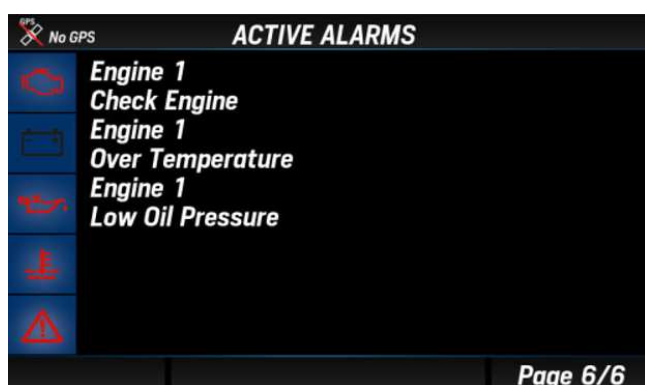 GPS
No GPS
ACTIVE ALARMS
Engine 1
Check Engine
Engine 1
Over Temperature
Engine 1
Low Oil Pressure
Page 6/6